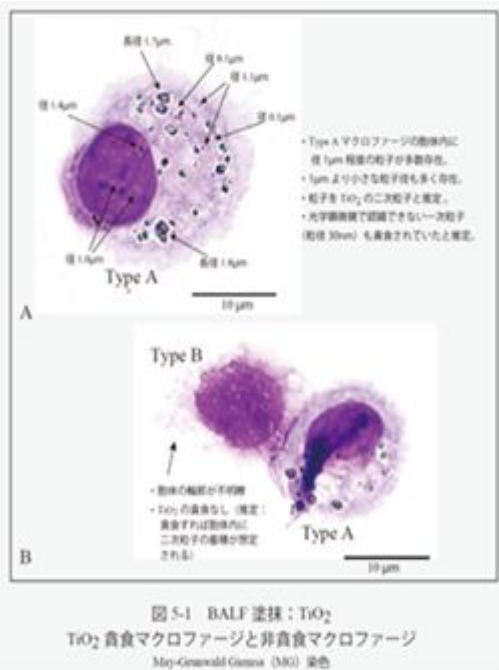 長径 1.7μm
径 0.1μm
径 1.1μm
径 0.1μm
径 1.4μm
・Type A マクロファージの胞体内に
径 1μm 程度の粒子が多数存在。
・1μm より小さな粒子径も多く存在。
・粒子を TiO₂ の二次粒子と推定。
・光学顕微鏡で認識できない一次粒子
(粒径 30nm) も貪食されていたと推定。
径 1.0μm
長径 1.8μm
Type A
10 μm
A
Type B
・胞体の輪郭が不明瞭
・TiO₂ の貪食なし (推定:
貪食すれば胞体内に
二次粒子の蓄積が想定
される)
Type A
B
10 μm
図 5-1 BALF 塗抹:TiO₂
TiO₂ 貪食マクロファージと非貪食マクロファージ
May-Grunwald Giemsa (MG) 染色